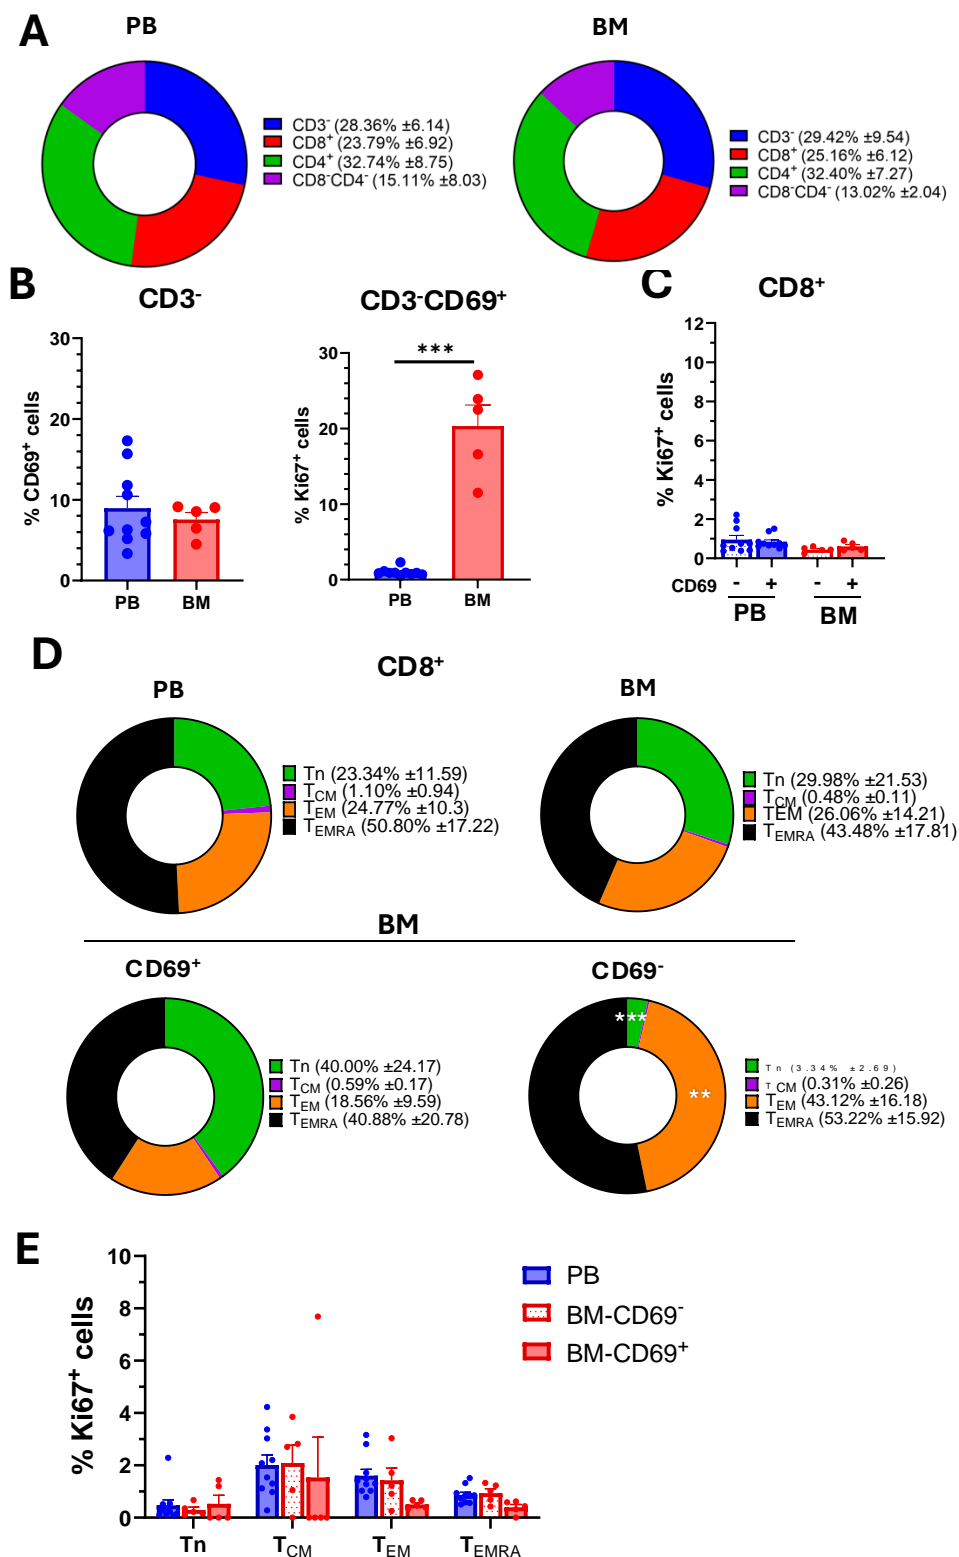 A
PB
BM
CD3- (28.36% ±6.14)
CD8+ (23.79% ±6.92)
CD4+ (32.74% ±8.75)
CD8-CD4- (15.11% ±8.03)
CD3- (29.42% ±9.54)
CD8+ (25.16% ±6.12)
CD4+ (32.40% ±7.27)
CD8-CD4- (13.02% ±2.04)
B
CD3-
% CD69+ cells
30
20
10
0
PB
BM
CD3-CD69+
***
% Ki67+ cells
30
20
10
0
PB
BM
C
CD8+
% Ki67+ cells
12
10
8
6
4
2
0
CD69 - + - +
PB
BM
D
CD8+
PB
BM
Tn (23.34% ±11.59)
TCM (1.10% ±0.94)
TEM (24.77% ±10.3)
TEMRA (50.80% ±17.22)
Tn (29.98% ±21.53)
TCM (0.48% ±0.11)
TEM (26.06% ±14.21)
TEMRA (43.48% ±17.81)
BM
CD69+
CD69-
Tn (40.00% ±24.17)
TCM (0.59% ±0.17)
TEM (18.56% ±9.59)
TEMRA (40.88% ±20.78)
***
**
Tn (3.34% ±2.69)
TCM (0.31% ±0.26)
TEM (43.12% ±16.18)
TEMRA (53.22% ±15.92)
E
% Ki67+ cells
10
8
6
4
2
0
Tn
TCM
TEM
TEMRA
PB
BM-CD69-
BM-CD69+